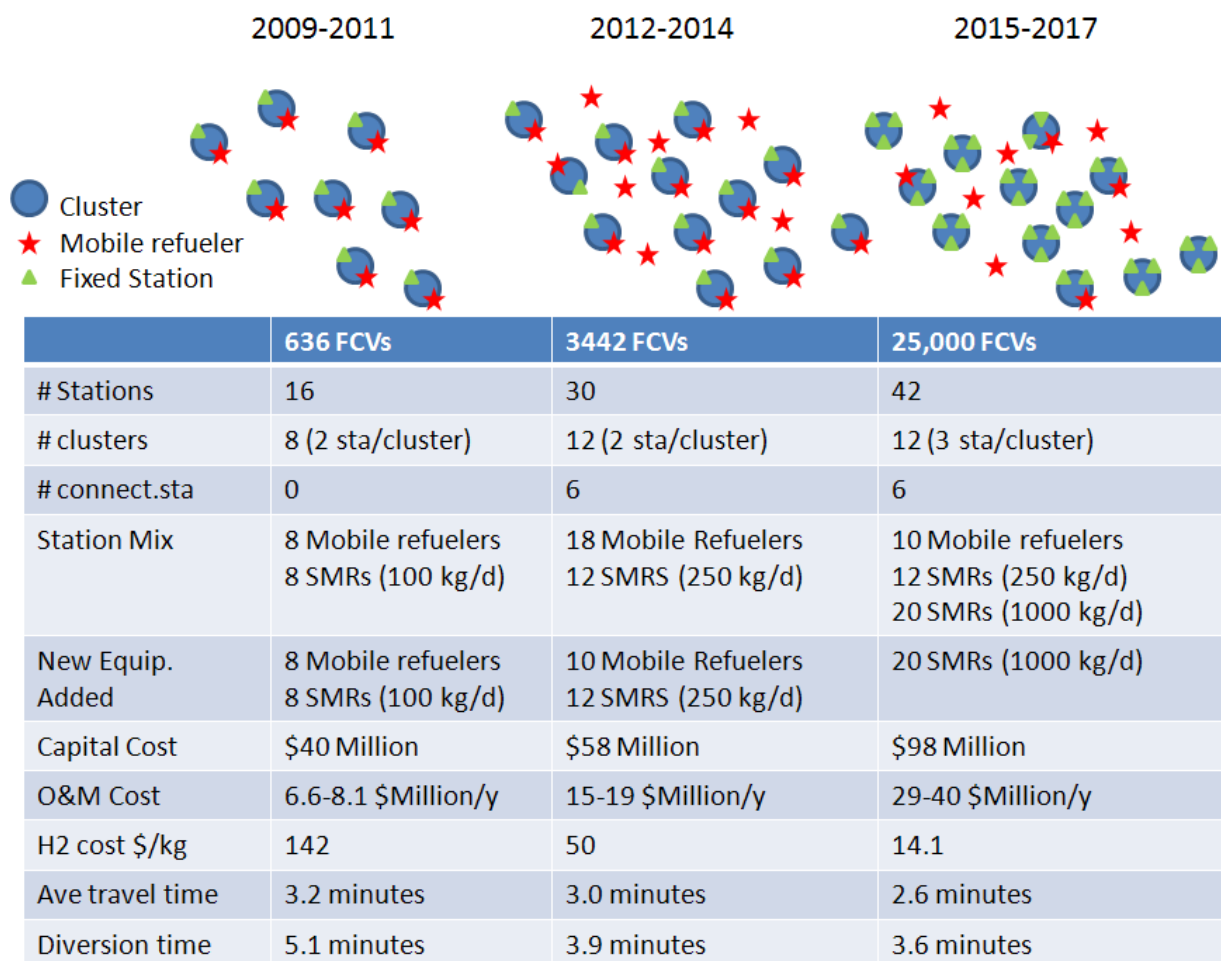 2009-2011 2012-2014 2015-2017
Cluster
Mobile refueler
Fixed Station
636 FCVs 3442 FCVs 25,000 FCVs
# Stations 16 30 42
# clusters 8 (2 sta/cluster) 12 (2 sta/cluster) 12 (3 sta/cluster)
# connect.sta 0 6 6
Station Mix 8 Mobile refuelers 18 Mobile Refuelers 10 Mobile refuelers
8 SMRs (100 kg/d) 12 SMRS (250 kg/d) 12 SMRs (250 kg/d)
20 SMRs (1000 kg/d)
New Equip. 8 Mobile refuelers 10 Mobile Refuelers 20 SMRs (1000 kg/d)
Added 8 SMRs (100 kg/d) 12 SMRS (250 kg/d)
Capital Cost $40 Million $58 Million $98 Million
O&M Cost 6.6-8.1 $Million/y 15-19 $Million/y 29-40 $Million/y
H2 cost $/kg 142 50 14.1
Ave travel time 3.2 minutes 3.0 minutes 2.6 minutes
Diversion time 5.1 minutes 3.9 minutes 3.6 minutes